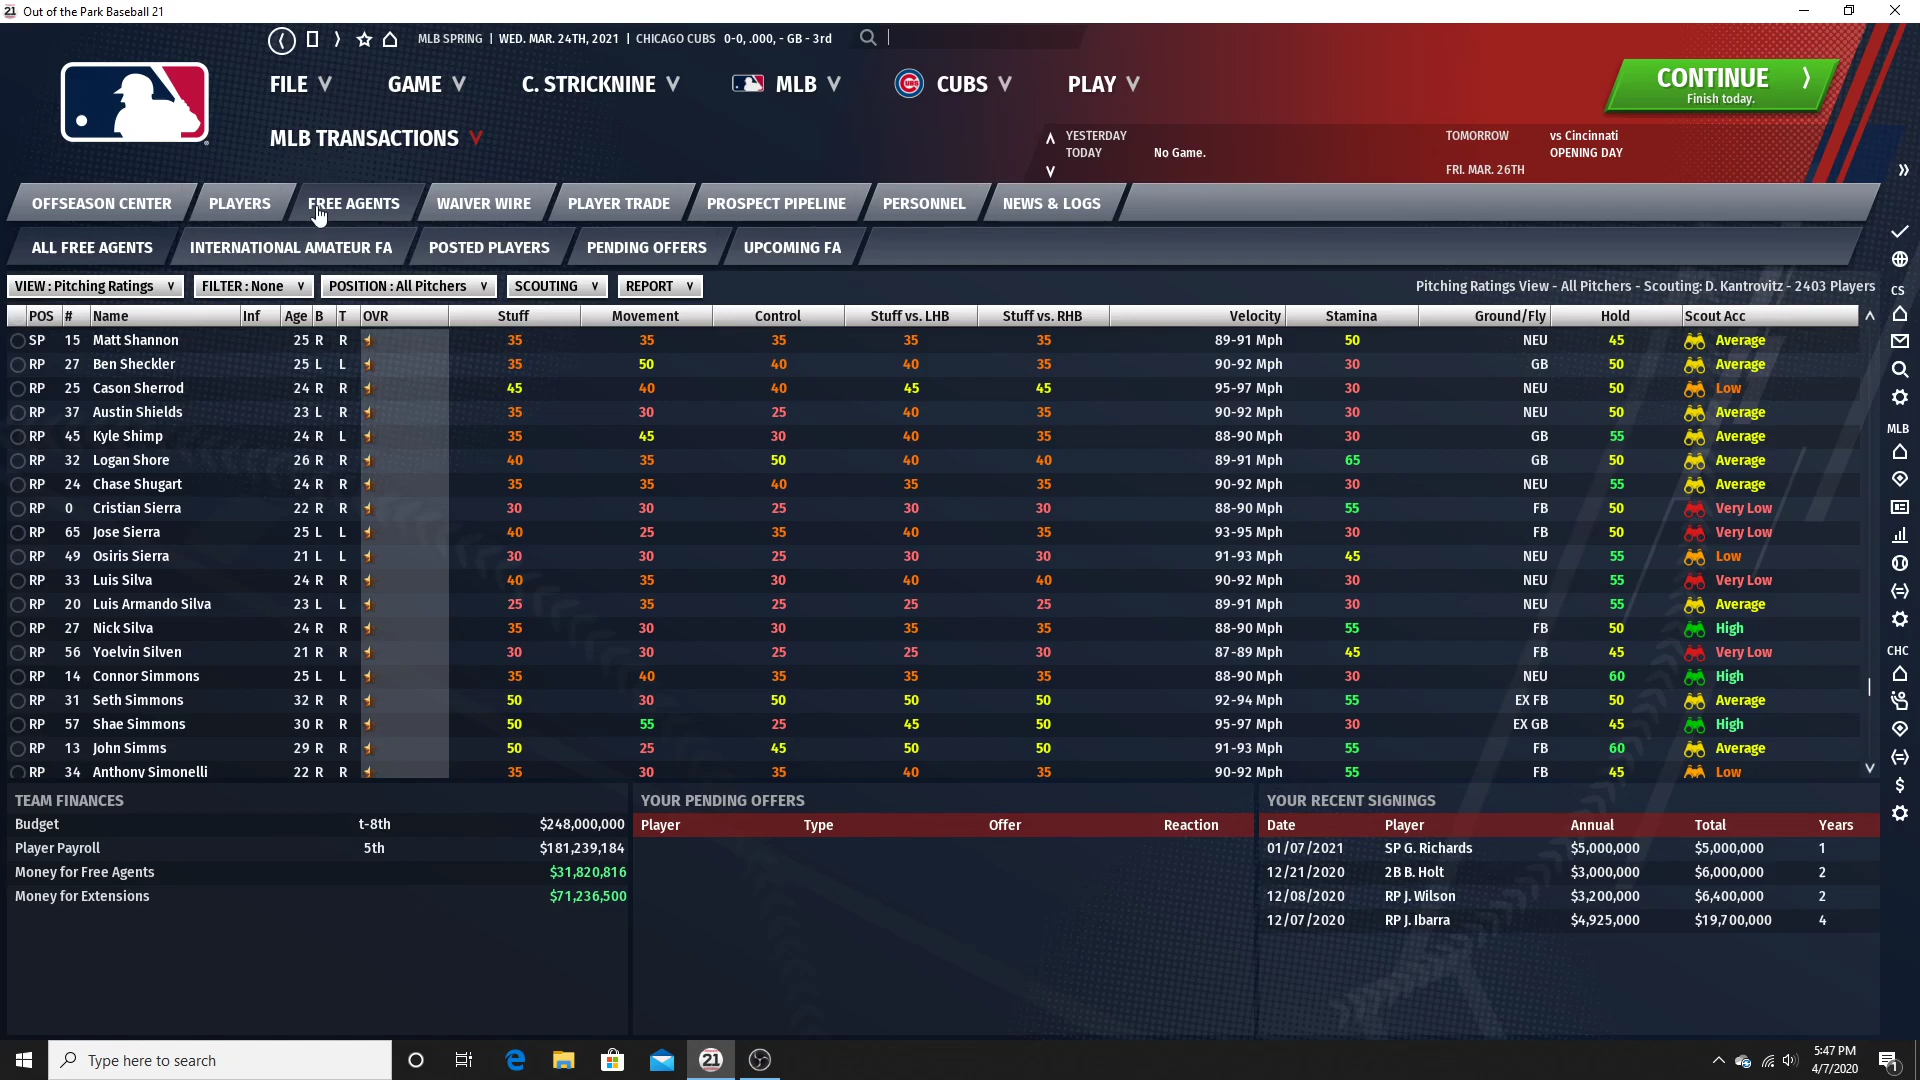 21 Out of the Park Baseball 21
MLB SPRING | WED. MAR. 24TH, 2021 | CHICAGO CUBS 0-0, .000, - GB - 3rd
FILE GAME C. STRICKNINE MLB CUBS PLAY
CONTINUE
Finish today.
MLB TRANSACTIONS
YESTERDAY
TODAY No Game.
TOMORROW vs Cincinnati
OPENING DAY
FRI. MAR. 26TH
OFFSEASON CENTER PLAYERS FREE AGENTS WAIVER WIRE PLAYER TRADE PROSPECT PIPELINE PERSONNEL NEWS & LOGS
ALL FREE AGENTS INTERNATIONAL AMATEUR FA POSTED PLAYERS PENDING OFFERS UPCOMING FA
VIEW : Pitching Ratings FILTER : None POSITION : All Pitchers SCOUTING REPORT Pitching Ratings View - All Pitchers - Scouting: D. Kantrovitz - 2403 Players
POS # Name Inf Age B T OVR Stuff Movement Control Stuff vs. LHB Stuff vs. RHB Velocity Stamina Ground/Fly Hold Scout Acc
SP 15 Matt Shannon 25 R R 35 35 35 35 35 89-91 Mph 50 NEU 45 Average
RP 27 Ben Sheckler 25 L L 35 50 40 40 35 90-92 Mph 30 GB 50 Average
RP 25 Cason Sherrod 24 R R 45 40 40 45 45 95-97 Mph 30 NEU 50 Low
RP 37 Austin Shields 23 L R 35 30 25 40 35 90-92 Mph 30 NEU 50 Average
RP 45 Kyle Shimp 24 R L 35 45 30 40 35 88-90 Mph 30 GB 55 Average
RP 32 Logan Shore 26 R R 40 35 50 40 40 89-91 Mph 65 GB 50 Average
RP 24 Chase Shugart 24 R R 35 35 40 35 35 90-92 Mph 30 NEU 55 Average
RP 0 Cristian Sierra 22 R R 30 30 25 30 30 88-90 Mph 55 FB 50 Very Low
RP 65 Jose Sierra 25 L L 40 25 35 40 35 93-95 Mph 30 FB 50 Very Low
RP 49 Osiris Sierra 21 L L 30 30 25 30 30 91-93 Mph 45 NEU 55 Low
RP 33 Luis Silva 24 R R 40 35 30 40 40 90-92 Mph 30 NEU 55 Very Low
RP 20 Luis Armando Silva 23 L L 25 35 25 25 25 89-91 Mph 30 NEU 55 Average
RP 27 Nick Silva 24 R R 35 30 30 35 35 88-90 Mph 55 FB 50 High
RP 56 Yoelvin Silven 21 R R 30 30 25 25 30 87-89 Mph 45 FB 45 Very Low
RP 14 Connor Simmons 25 L L 35 40 35 35 35 88-90 Mph 30 NEU 60 High
RP 31 Seth Simmons 32 R R 50 30 50 50 50 92-94 Mph 55 EX FB 50 Average
RP 57 Shae Simmons 30 R R 50 55 25 45 50 95-97 Mph 30 EX GB 45 High
RP 13 John Simms 29 R R 50 25 45 50 50 91-93 Mph 55 FB 60 Average
RP 34 Anthony Simonelli 22 R R 35 30 35 40 35 90-92 Mph 55 FB 45 Low
CS
MLB
CHC
TEAM FINANCES
Budget t-8th $248,000,000
Player Payroll 5th $181,239,184
Money for Free Agents $31,820,816
Money for Extensions $71,236,500
YOUR PENDING OFFERS
Player Type Offer Reaction
YOUR RECENT SIGNINGS
Date Player Annual Total Years
01/07/2021 SP G. Richards $5,000,000 $5,000,000 1
12/21/2020 2B B. Holt $3,000,000 $6,000,000 2
12/08/2020 RP J. Wilson $3,200,000 $6,400,000 2
12/07/2020 RP J. Ibarra $4,925,000 $19,700,000 4
Type here to search
21
5:47 PM
4/7/2020
1